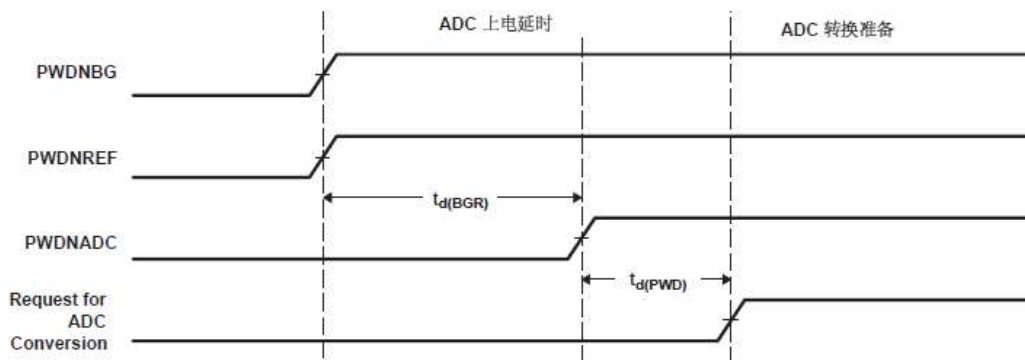 ADC 上电延时
ADC 转换准备
PWDNBG
PWDNREF
td(BGR)
PWDNADC
td(PWD)
Request for
ADC
Conversion